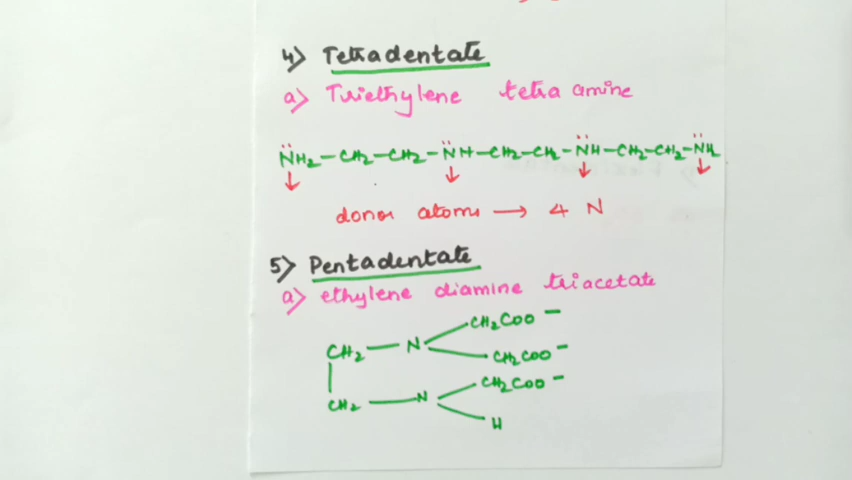 4) Tetradentate
a) Triethylene tetra amine
N̈H₂-CH₂-CH₂-N̈H-CH₂-CH₂-N̈H-CH₂-CH₂-N̈H₂
donor atoms → 4 N
5) Pentadentate
a) ethylene diamine triacetate
CH₂COO⁻
CH₂-N
CH₂COO⁻
CH₂COO⁻
CH₂-N
H